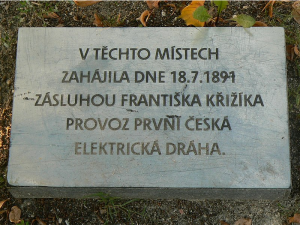 V TĚCHTO MÍSTECH
ZAHÁJILA DNE 18.7.1891
ZÁSLUHOU FRANTIŠKA KŘIŽÍKA
PROVOZ PRVNÍ ČESKÁ
ELEKTRICKÁ DRÁHA.